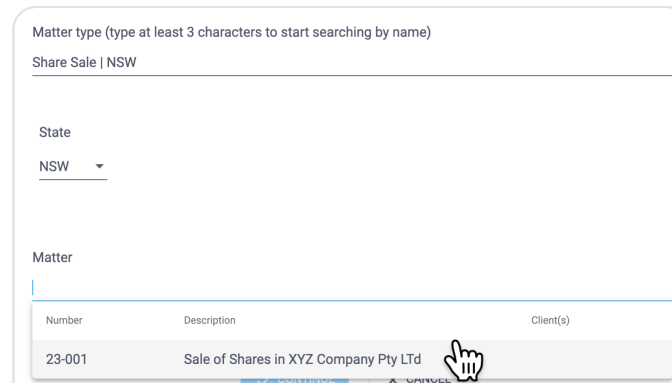 Matter type (type at least 3 characters to start searching by name)
Share Sale | NSW
State
NSW
Matter
Number Description Client(s)
23-001 Sale of Shares in XYZ Company Pty LTd
CONTINUE X CANCEL